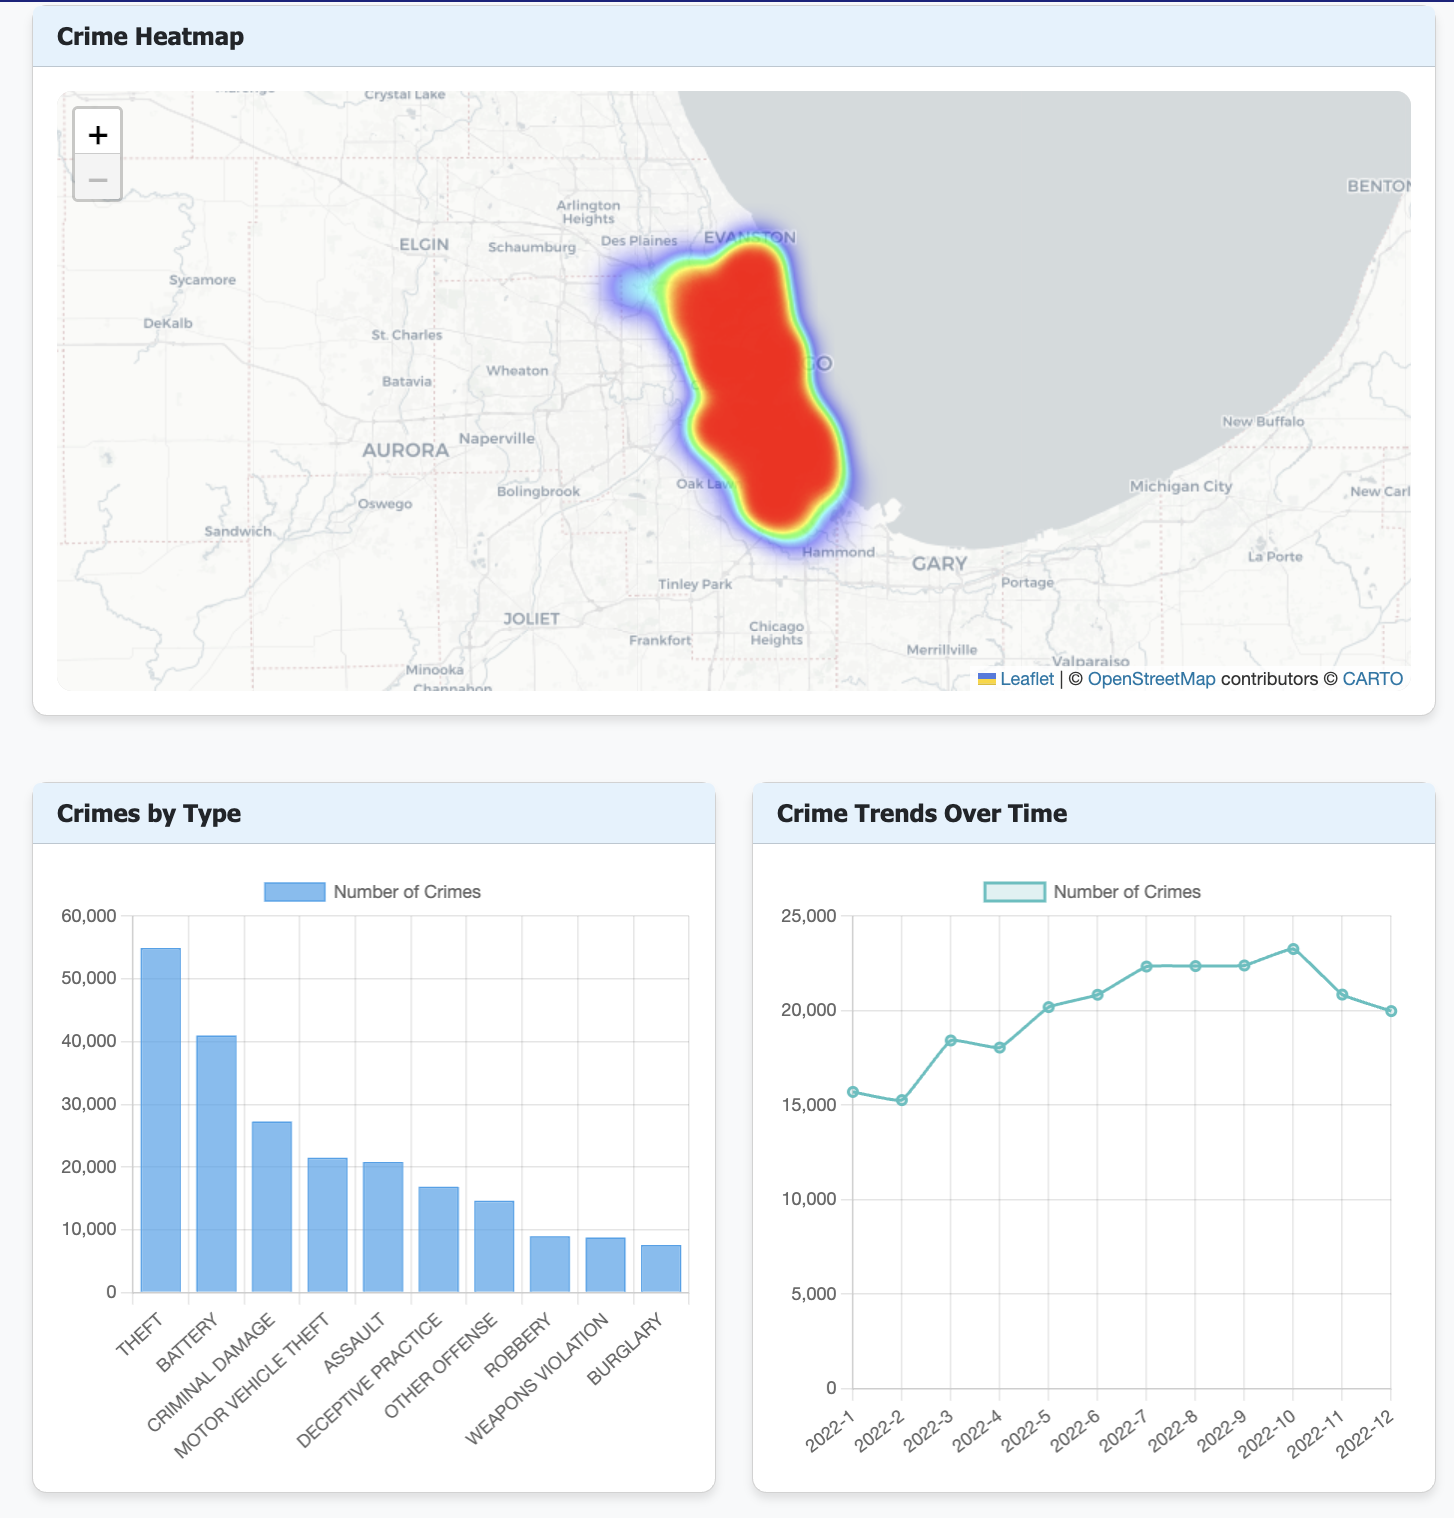 Crime Heatmap
Crystal Lake
+
−
BENTON
Arlington
Heights
ELGIN
Schaumburg
Des Plaines
EVANSTON
Sycamore
DeKalb
St. Charles
GO
Batavia
Wheaton
AURORA
Naperville
New Buffalo
Oswego
Bolingbrook
Oak Law
Michigan City
New Carl
Sandwich
Hammond
GARY
La Porte
Tinley Park
Portage
JOLIET
Chicago
Heights
Frankfort
Merrillville
Minooka
Valparaiso
Channahon
Leaflet | © OpenStreetMap contributors © CARTO
Crimes by Type
Number of Crimes
60,000
50,000
40,000
30,000
20,000
10,000
0
THEFT
BATTERY
CRIMINAL DAMAGE
MOTOR VEHICLE THEFT
ASSAULT
DECEPTIVE PRACTICE
OTHER OFFENSE
ROBBERY
WEAPONS VIOLATION
BURGLARY
Crime Trends Over Time
Number of Crimes
25,000
20,000
15,000
10,000
5,000
0
2022-1
2022-2
2022-3
2022-4
2022-5
2022-6
2022-7
2022-8
2022-9
2022-10
2022-11
2022-12